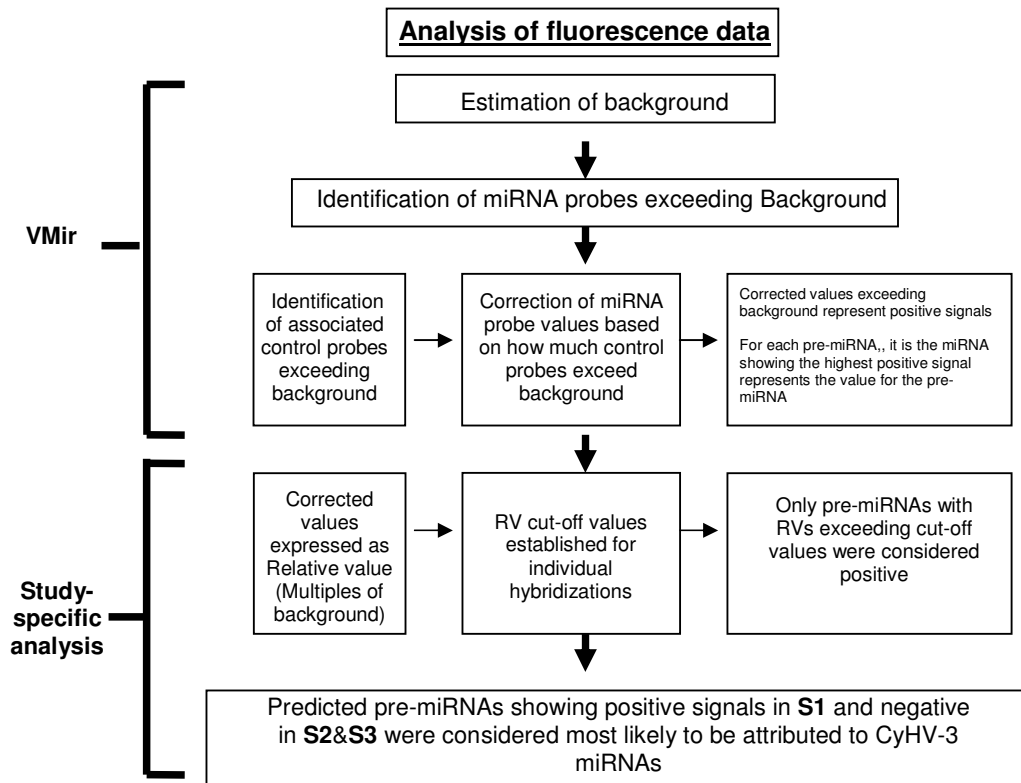 Analysis of fluorescence data
Estimation of background
Identification of miRNA probes exceeding Background
VMir
Identification
of associated
control probes
exceeding
background
Correction of miRNA
probe values based
on how much control
probes exceed
background
Corrected values exceeding
background represent positive signals
For each pre-miRNA,, it is the miRNA
showing the highest positive signal
represents the value for the pre-
miRNA
Study-
specific
analysis
Corrected
values
expressed as
Relative value
(Multiples of
background)
RV cut-off values
established for
individual
hybridizations
Only pre-miRNAs with
RVs exceeding cut-off
values were considered
positive
Predicted pre-miRNAs showing positive signals in S1 and negative
in S2&S3 were considered most likely to be attributed to CyHV-3
miRNAs